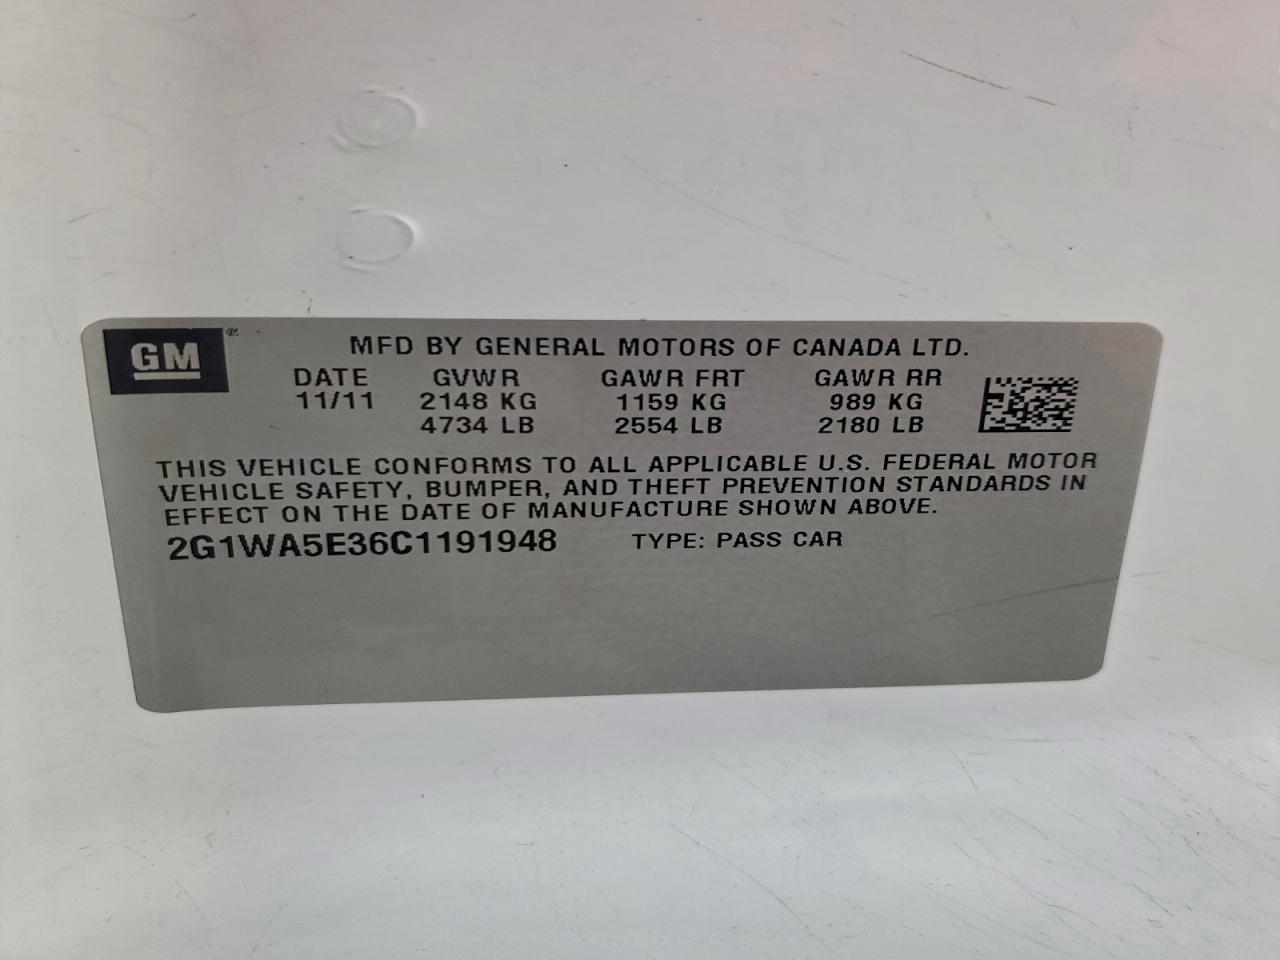 GM®
MFD BY GENERAL MOTORS OF CANADA LTD.
DATE GVWR GAWR FRT GAWR RR
11/11 2148 KG 1159 KG 989 KG
4734 LB 2554 LB 2180 LB
THIS VEHICLE CONFORMS TO ALL APPLICABLE U.S. FEDERAL MOTOR
VEHICLE SAFETY, BUMPER, AND THEFT PREVENTION STANDARDS IN
EFFECT ON THE DATE OF MANUFACTURE SHOWN ABOVE.
2G1WA5E36C1191948 TYPE: PASS CAR